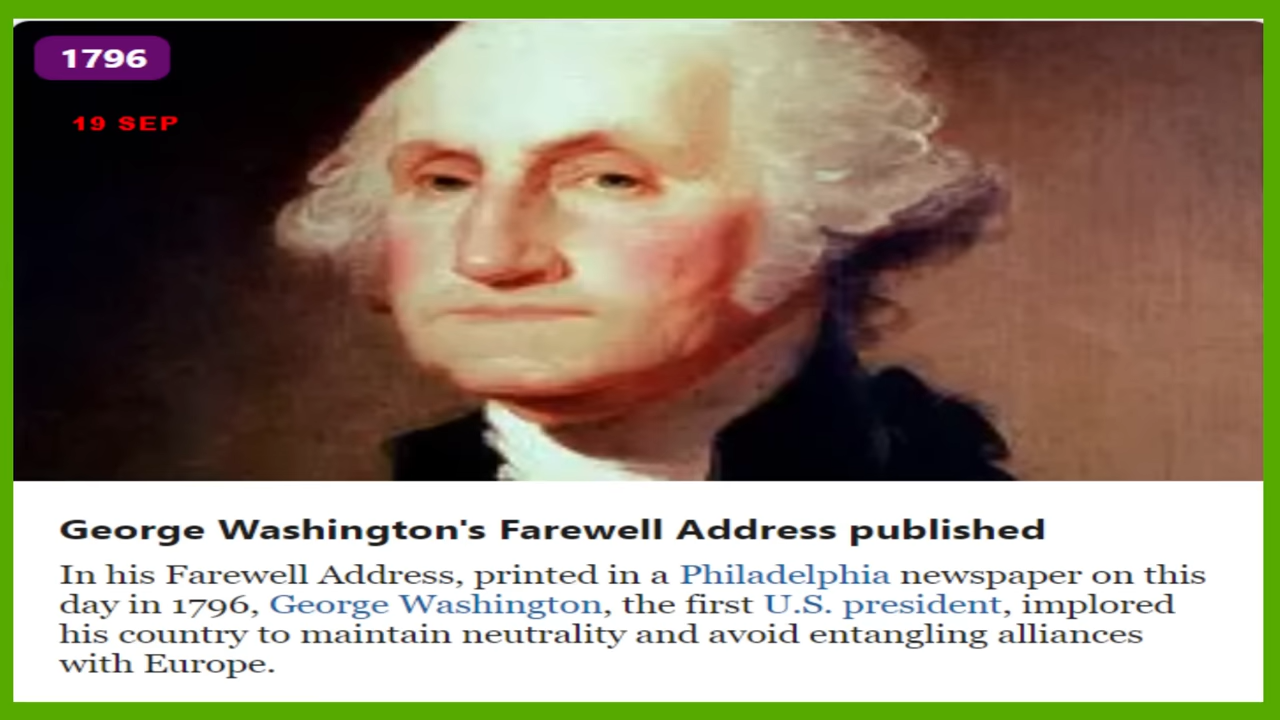 1796
19 SEP
George Washington's Farewell Address published
In his Farewell Address, printed in a Philadelphia newspaper on this
day in 1796, George Washington, the first U.S. president, implored
his country to maintain neutrality and avoid entangling alliances
with Europe.